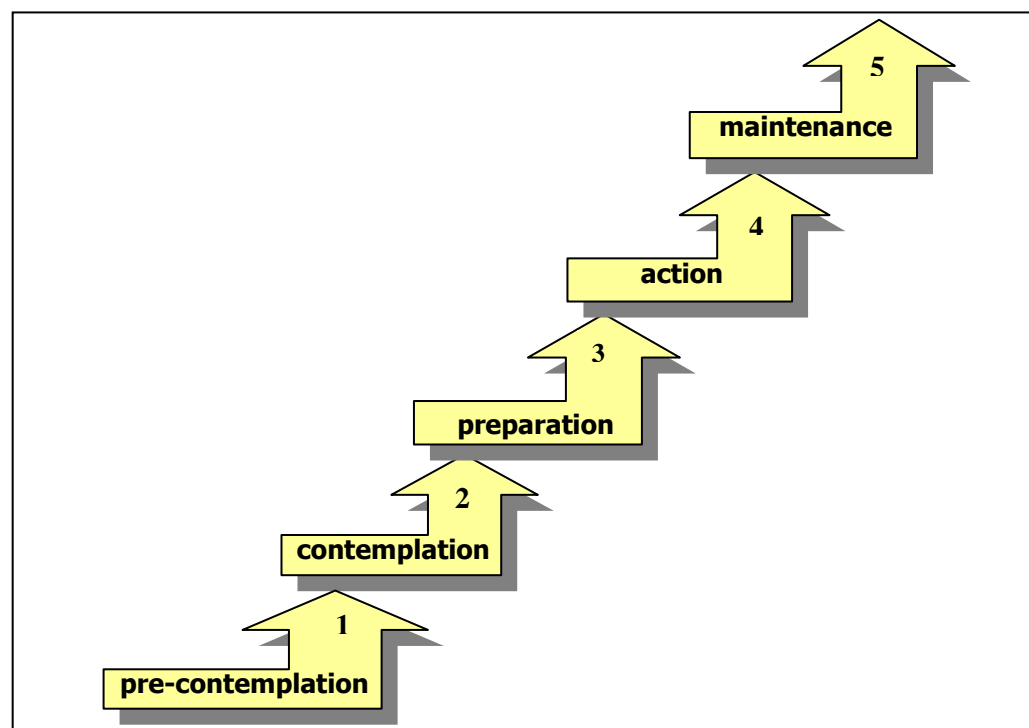 5
maintenance
4
action
3
preparation
2
contemplation
1
pre-contemplation